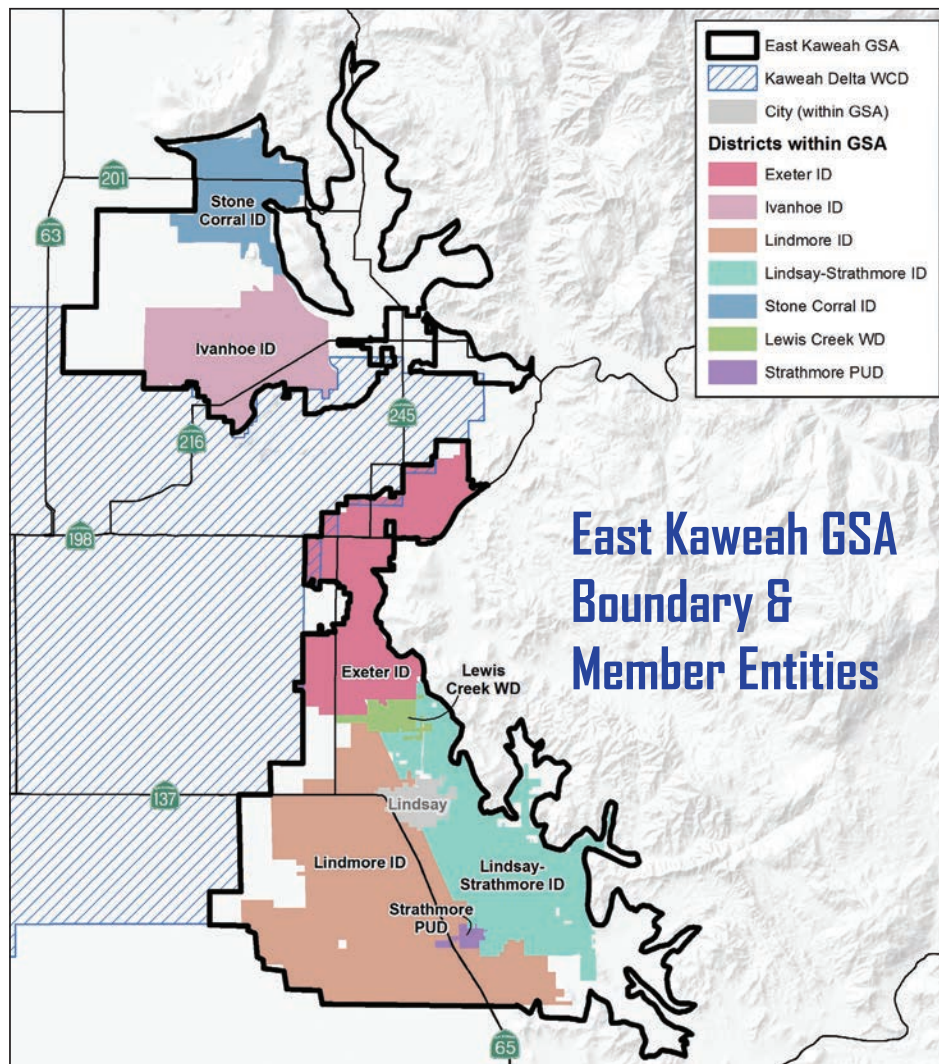 East Kaweah GSA
Kaweah Delta WCD
City (within GSA)
Districts within GSA
Exeter ID
Ivanhoe ID
Lindmore ID
Lindsay-Strathmore ID
Stone Corral ID
Lewis Creek WD
Strathmore PUD
201
Stone
Corral ID
63
Ivanhoe ID
216
245
198
East Kaweah GSA
Boundary &
Member Entities
Exeter ID
Lewis
Creek WD
137
Lindsay
Lindmore ID
Lindsay-
Strathmore ID
Strathmore
PUD
65